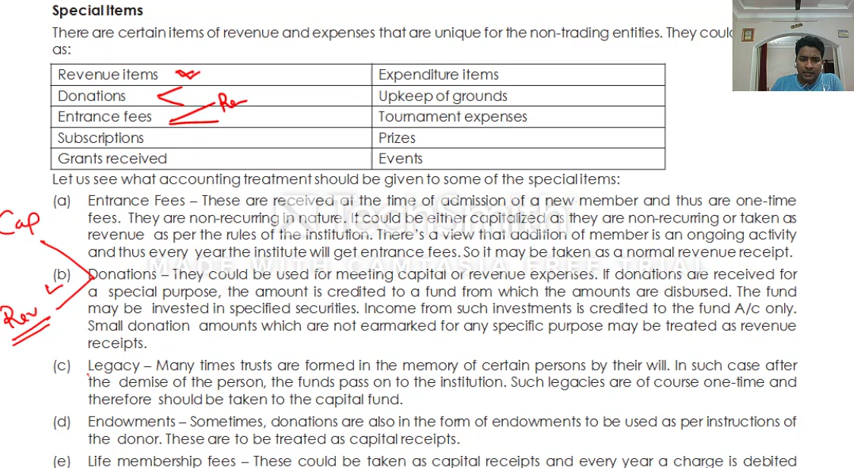 Special Items
There are certain items of revenue and expenses that are unique for the non-trading entities. They could
as:
Revenue items Expenditure items
Donations Upkeep of grounds
Rev
Entrance fees Tournament expenses
Subscriptions Prizes
Grants received Events
Let us see what accounting treatment should be given to some of the special items:
(a) Entrance Fees – These are received at the time of admission of a new member and thus are one-time
Cap
fees. They are non-recurring in nature. It could be either capitalized as they are non-recurring or taken as
revenue as per the rules of the institution. There's a view that addition of member is an ongoing activity
and thus every year the institute will get entrance fees. So it may be taken as a normal revenue receipt.
MADE WITH CAMTASIA FREE TRIAL
(b) Donations – They could be used for meeting capital or revenue expenses. If donations are received for
a special purpose, the amount is credited to a fund from which the amounts are disbursed. The fund
Rev
may be invested in specified securities. Income from such investments is credited to the fund A/c only.
Small donation amounts which are not earmarked for any specific purpose may be treated as revenue
receipts.
(c) Legacy – Many times trusts are formed in the memory of certain persons by their will. In such case after
the demise of the person, the funds pass on to the institution. Such legacies are of course one-time and
therefore should be taken to the capital fund.
(d) Endowments – Sometimes, donations are also in the form of endowments to be used as per instructions of
the donor. These are to be treated as capital receipts.
(e) Life membership fees – These could be taken as capital receipts and every year a charge is debited